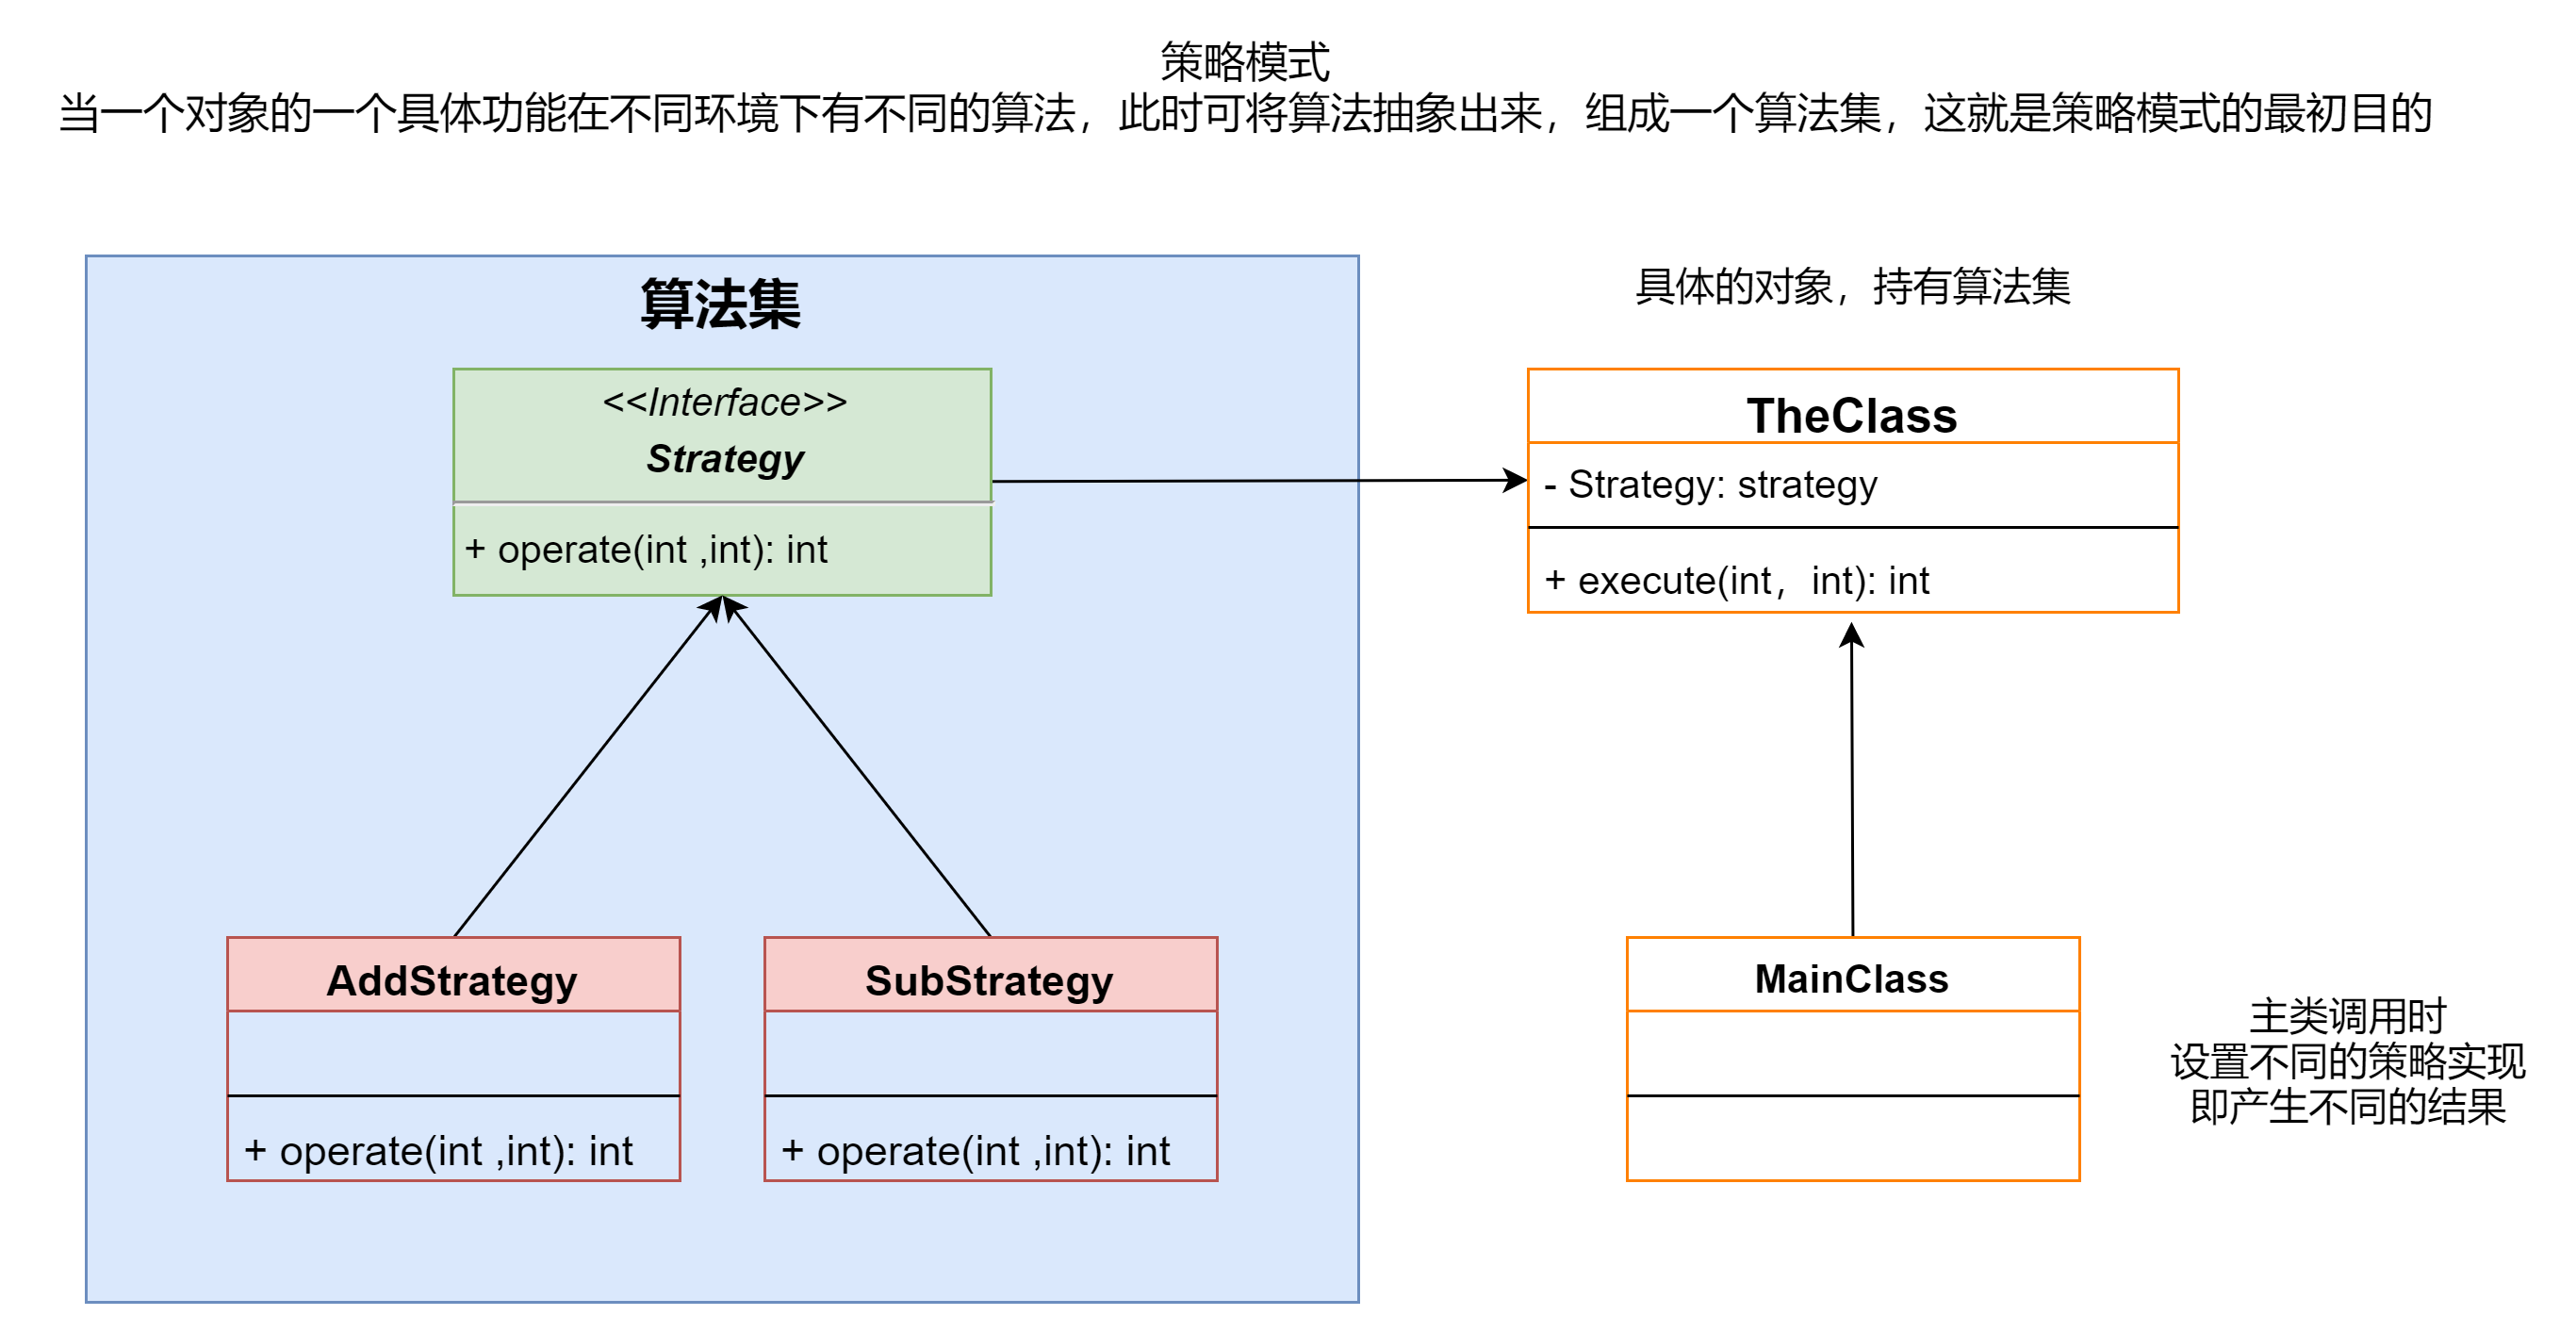 策略模式
当一个对象的一个具体功能在不同环境下有不同的算法，此时可将算法抽象出来，组成一个算法集，这就是策略模式的最初目的
算法集
<<Interface>>
Strategy
+ operate(int ,int): int
具体的对象，持有算法集
TheClass
- Strategy: strategy
+ execute(int，int): int
AddStrategy
+ operate(int ,int): int
SubStrategy
+ operate(int ,int): int
MainClass
主类调用时
设置不同的策略实现
即产生不同的结果